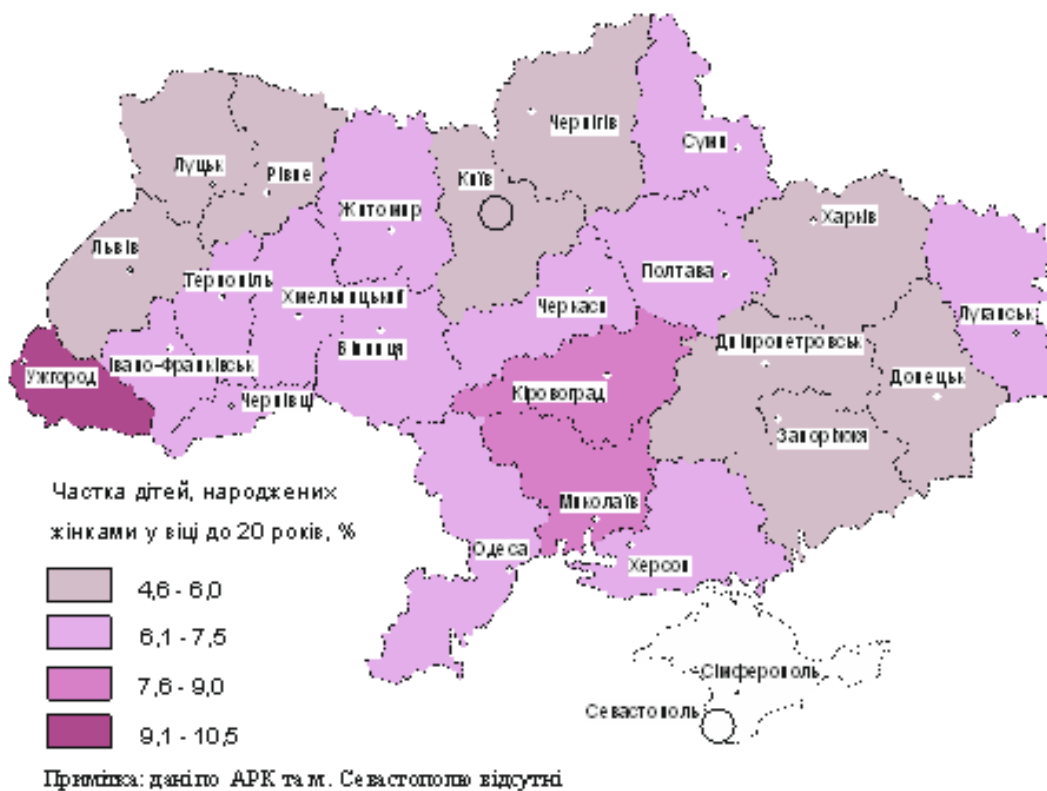 Чернігів
Суми
Луцьк
Рівне
Київ
Житомир
Харків
Львів
Тернопіль
Хмельницький
Черкаси
Полтава
Луганськ
Вінниця
Дніпропетровськ
Ужгород
Івано-Франківськ
Чернівці
Кіровоград
Донецьк
Запоріжжя
Миколаїв
Одеса
Херсон
Сімферополь
Севастополь
Частка дітей, народжених
жінками у віці до 20 років, %
4,6 - 6,0
6,1 - 7,5
7,6 - 9,0
9,1 - 10,5
Примітка: дані по АРК та м. Севастополю відсутні